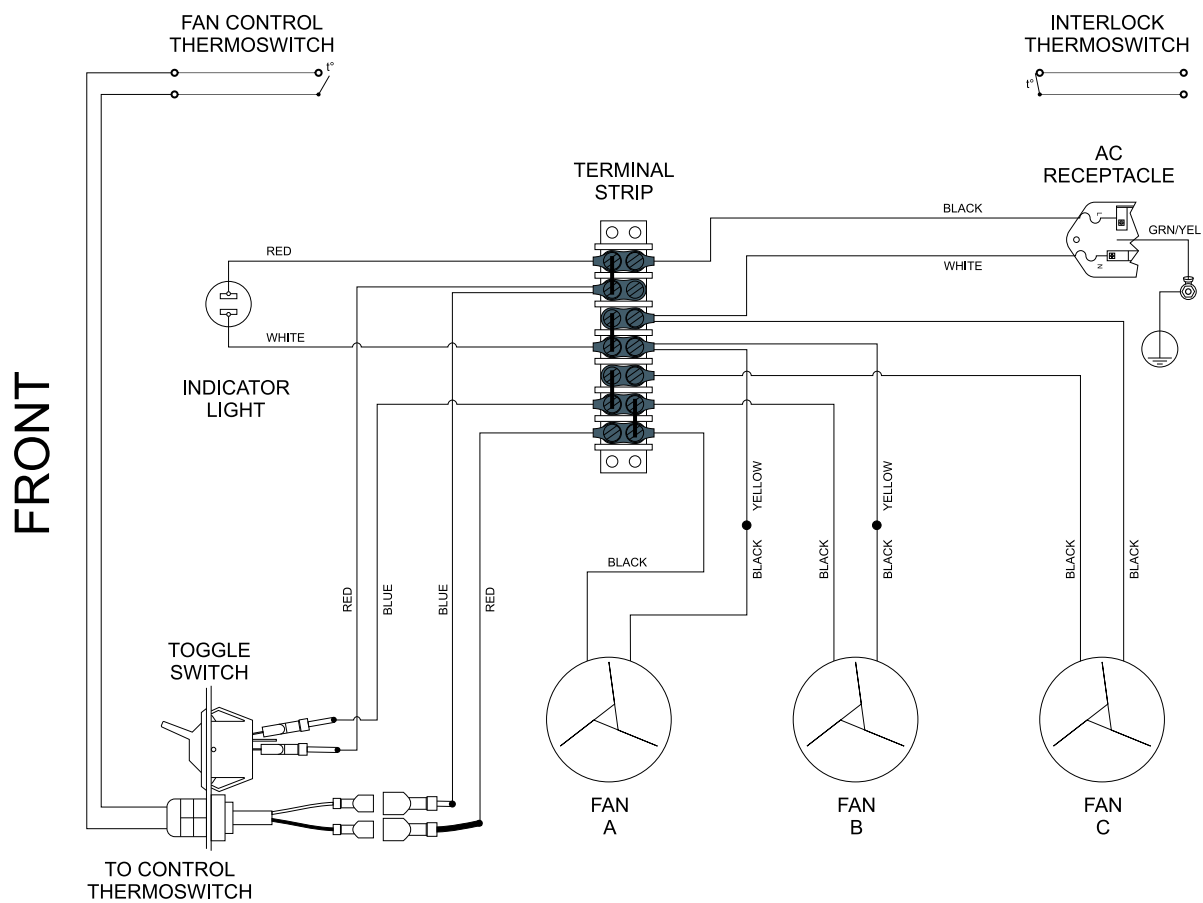 FAN CONTROL
THERMOSWITCH
t°
INTERLOCK
THERMOSWITCH
t°
AC
RECEPTACLE
TERMINAL
STRIP
BLACK
L
GRN/YEL
RED
WHITE
N
WHITE
INDICATOR
LIGHT
FRONT
YELLOW
YELLOW
BLACK
BLACK
BLACK
BLACK
BLACK
BLACK
RED
BLUE
BLUE
RED
TOGGLE
SWITCH
FAN
A
FAN
B
FAN
C
TO CONTROL
THERMOSWITCH